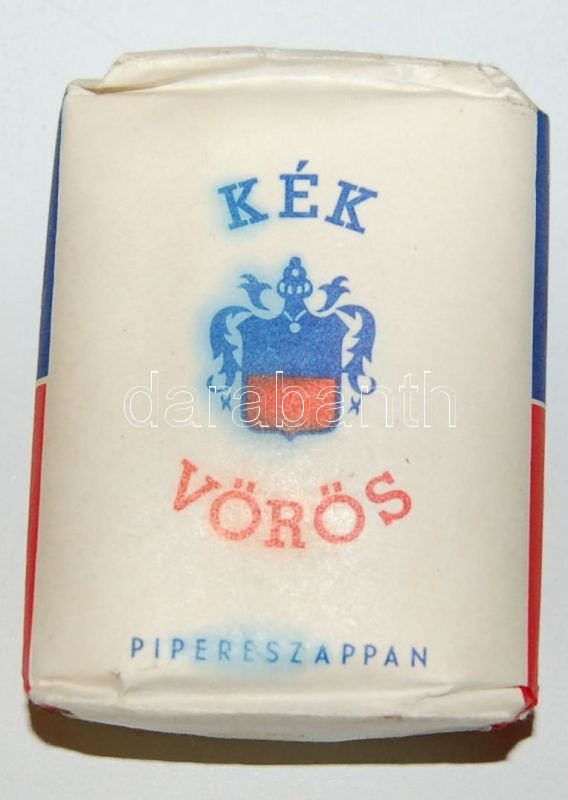 KÉK
darabanth
VÖRÖS
PIPERESZAPPAN